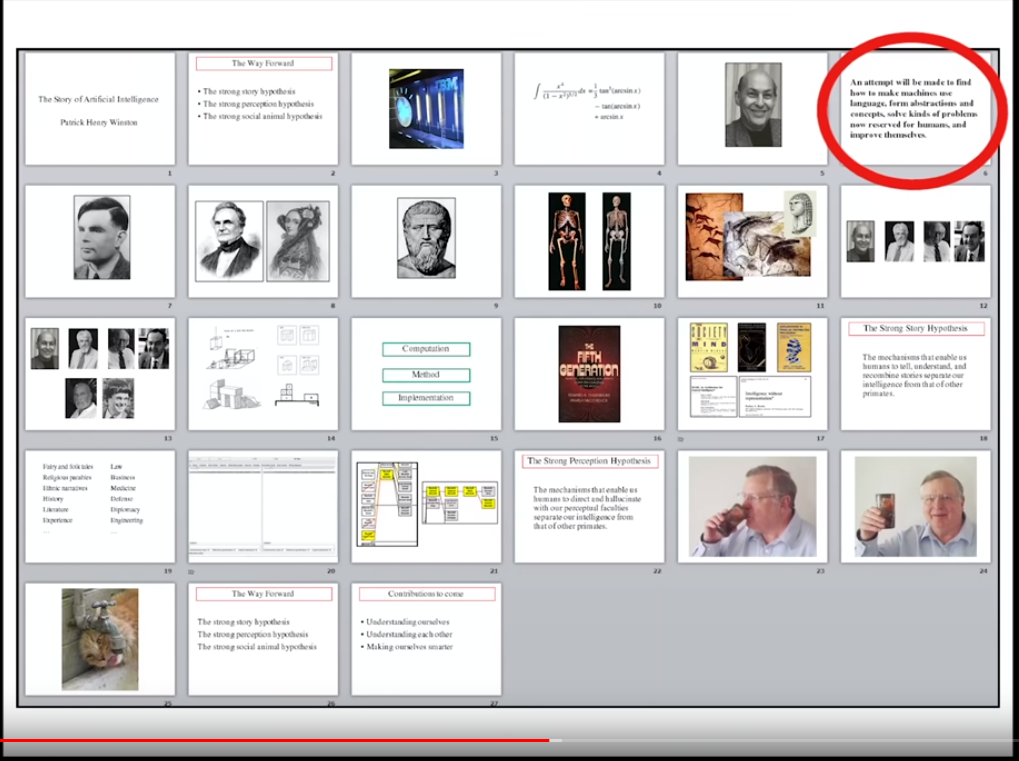 The Story of Artificial Intelligence
Patrick Henry Winston
1
The Way Forward
• The strong story hypothesis
• The strong perception hypothesis
• The strong social animal hypothesis
2
IBM
3
∫ x⁴/(1 − x²)^(5/2) dx = 1/3 tan³(arcsin x)
− tan(arcsin x)
+ arcsin x
4
5
An attempt will be made to find
how to make machines use
language, form abstractions and
concepts, solve kinds of problems
now reserved for humans, and
improve themselves.
6
7
8
9
10
11
12
13
14
Computation
Method
Implementation
15
THE
FIFTH
GENERATION
16
SOCIETY
MIND
Intelligence without
representation
17
The Strong Story Hypothesis
The mechanisms that enable us
humans to tell, understand, and
recombine stories separate our
intelligence from that of other
primates.
18
Fairy and folk tales
Religious parables
Ethnic narratives
History
Literature
Experience
....
Law
Business
Medicine
Defense
Diplomacy
Engineering
....
19
20
21
The Strong Perception Hypothesis
The mechanisms that enable us
humans to direct and hallucinate
with our perceptual faculties
separate our intelligence from
that of other primates.
22
23
24
25
The Way Forward
The strong story hypothesis
The strong perception hypothesis
The strong social animal hypothesis
26
Contributions to come
• Understanding ourselves
• Understanding each other
• Making ourselves smarter
27